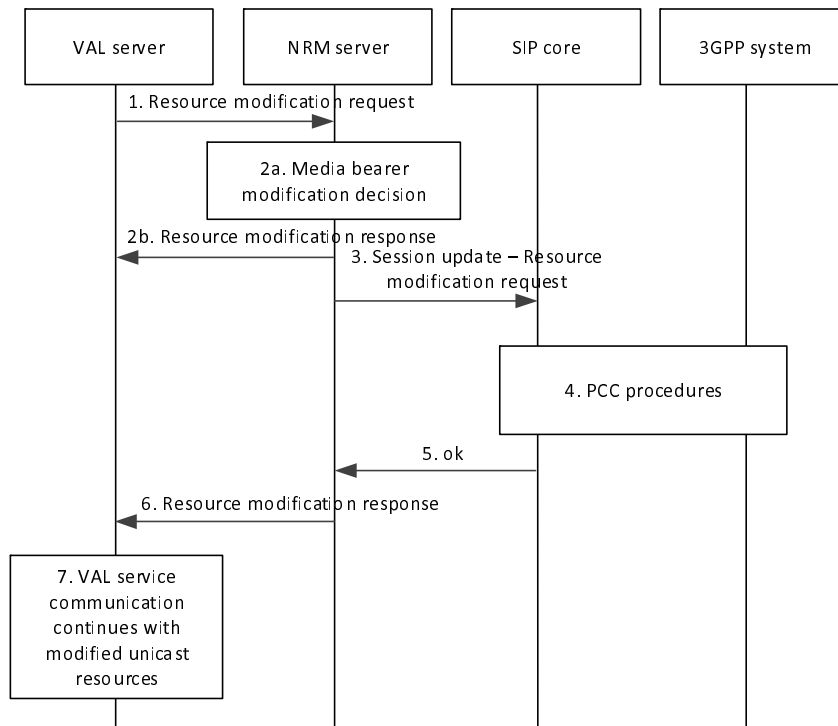 VAL server
NRM server
SIP core
3GPP system
1. Resource modification request
2a. Media bearer
modification decision
2b. Resource modification response
3. Session update – Resource
modification request
4. PCC procedures
5. ok
6. Resource modification response
7. VAL service
communication
continues with
modified unicast
resources